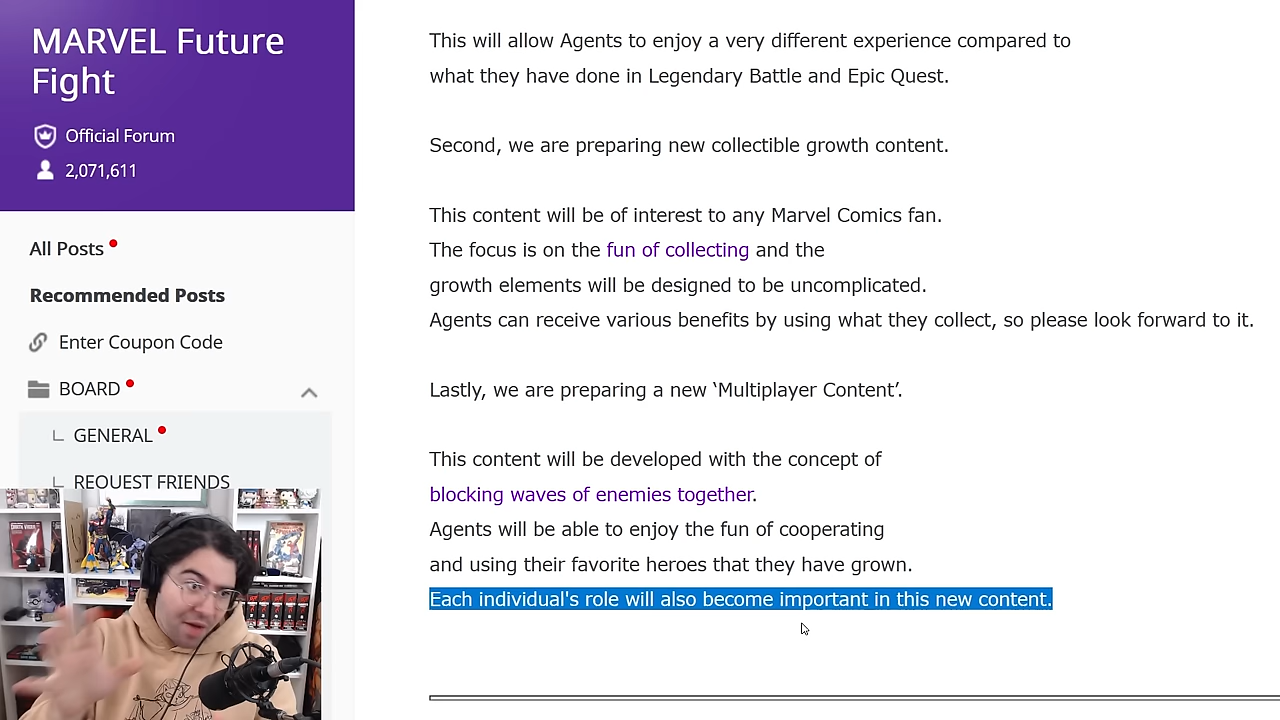 MARVEL Future
Fight
Official Forum
2,071,611
All Posts
Recommended Posts
Enter Coupon Code
BOARD
GENERAL
REQUEST FRIENDS
This will allow Agents to enjoy a very different experience compared to
what they have done in Legendary Battle and Epic Quest.
Second, we are preparing new collectible growth content.
This content will be of interest to any Marvel Comics fan.
The focus is on the fun of collecting and the
growth elements will be designed to be uncomplicated.
Agents can receive various benefits by using what they collect, so please look forward to it.
Lastly, we are preparing a new ‘Multiplayer Content’.
This content will be developed with the concept of
blocking waves of enemies together.
Agents will be able to enjoy the fun of cooperating
and using their favorite heroes that they have grown.
Each individual's role will also become important in this new content.